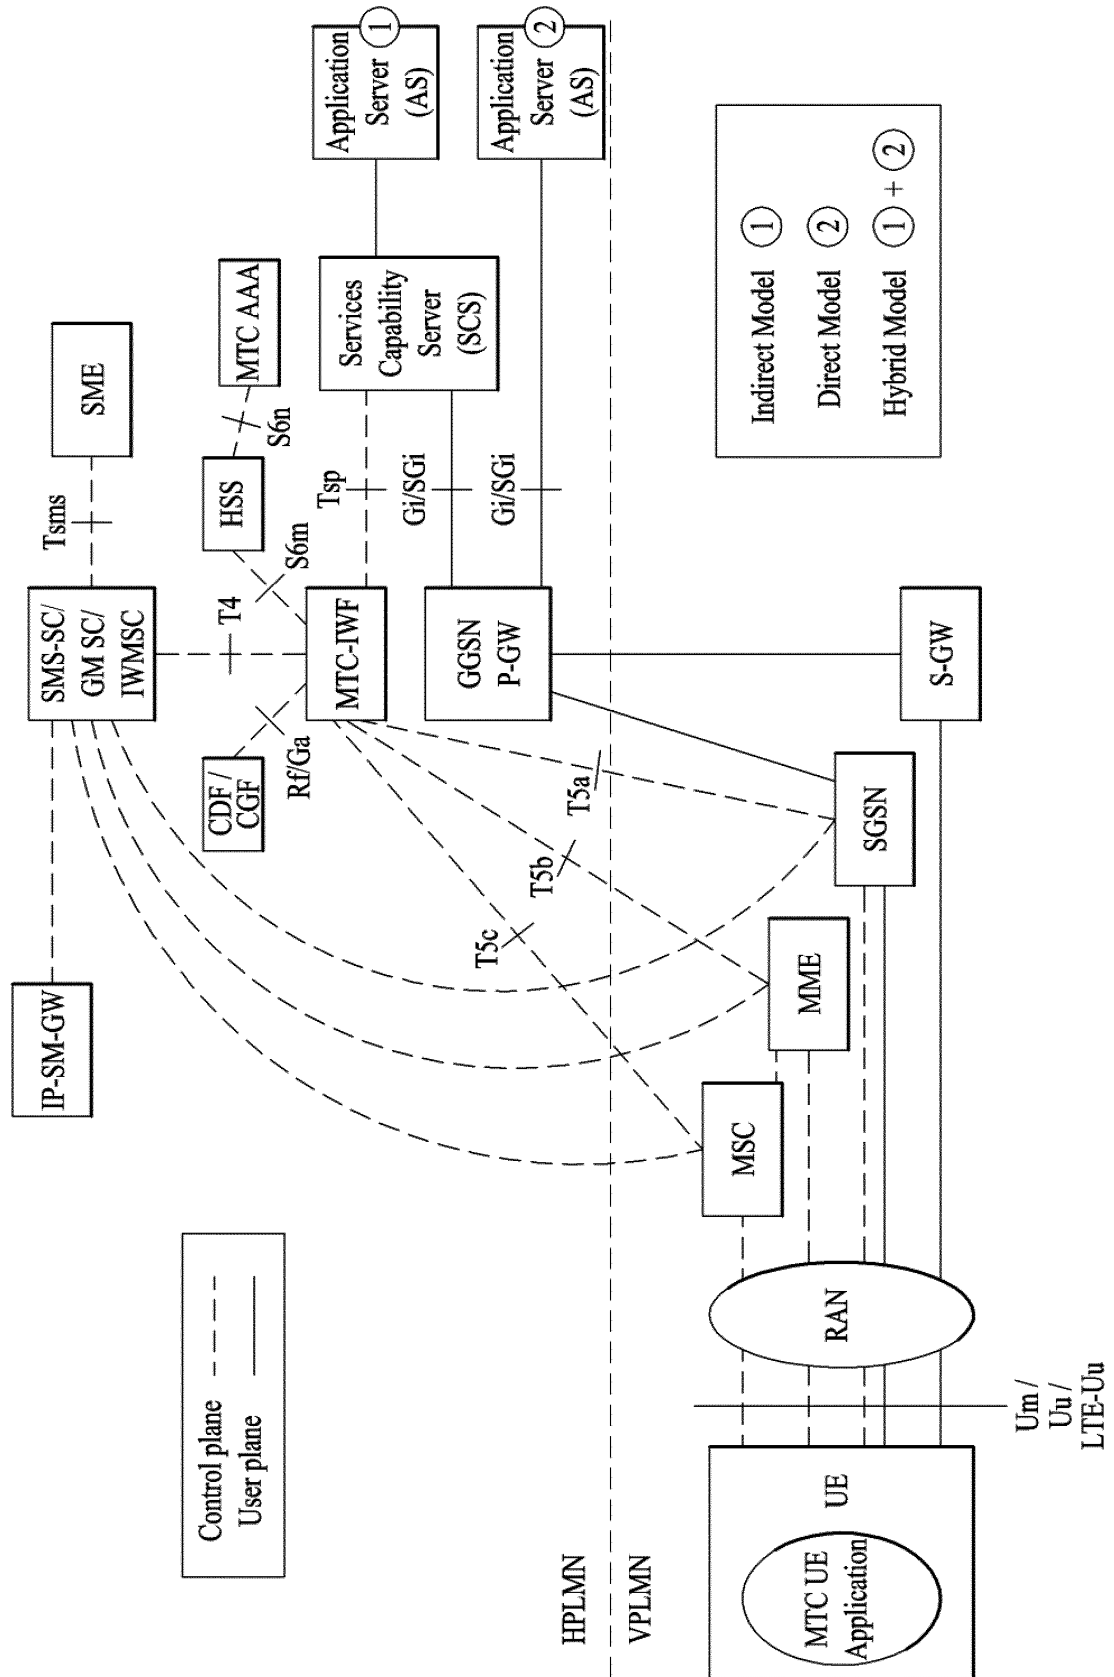 Control plane
User plane
IP-SM-GW
SMS-SC/
GM SC/
IWMSC
Tsms
SME
CDF /
CGF
Rf/Ga
T4
S6m
HSS
S6n
MTC AAA
MTC-IWF
Tsp
Services
Capability
Server
(SCS)
Application
Server
(AS)
1
GGSN
P-GW
Gi/SGi
Gi/SGi
Application
Server
(AS)
2
T5c
T5b
T5a
HPLMN
VPLMN
MTC UE
Application
UE
Um /
Uu /
LTE-Uu
RAN
MSC
MME
SGSN
S-GW
Indirect Model 1
Direct Model 2
Hybrid Model 1 + 2